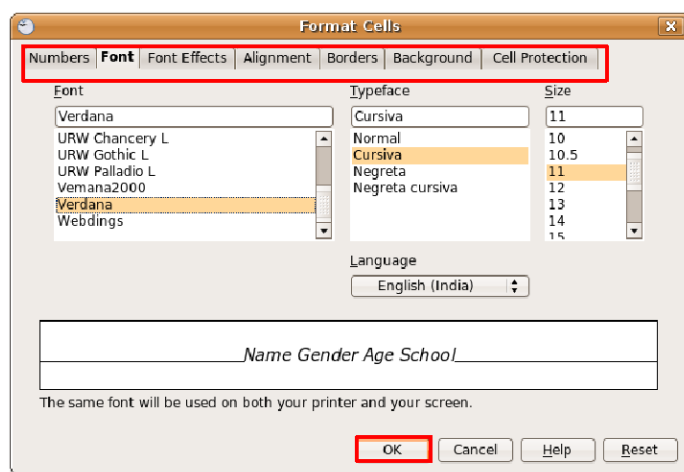 Format Cells
Numbers Font Font Effects Alignment Borders Background Cell Protection
Font Typeface Size
Verdana Cursiva 11
URW Chancery L Normal 10
URW Gothic L Cursiva 10.5
URW Palladio L Negreta 11
Vemana2000 Negreta cursiva 12
Verdana 13
Webdings 14
15
Language
English (India)
Name Gender Age School
The same font will be used on both your printer and your screen.
OK Cancel Help Reset